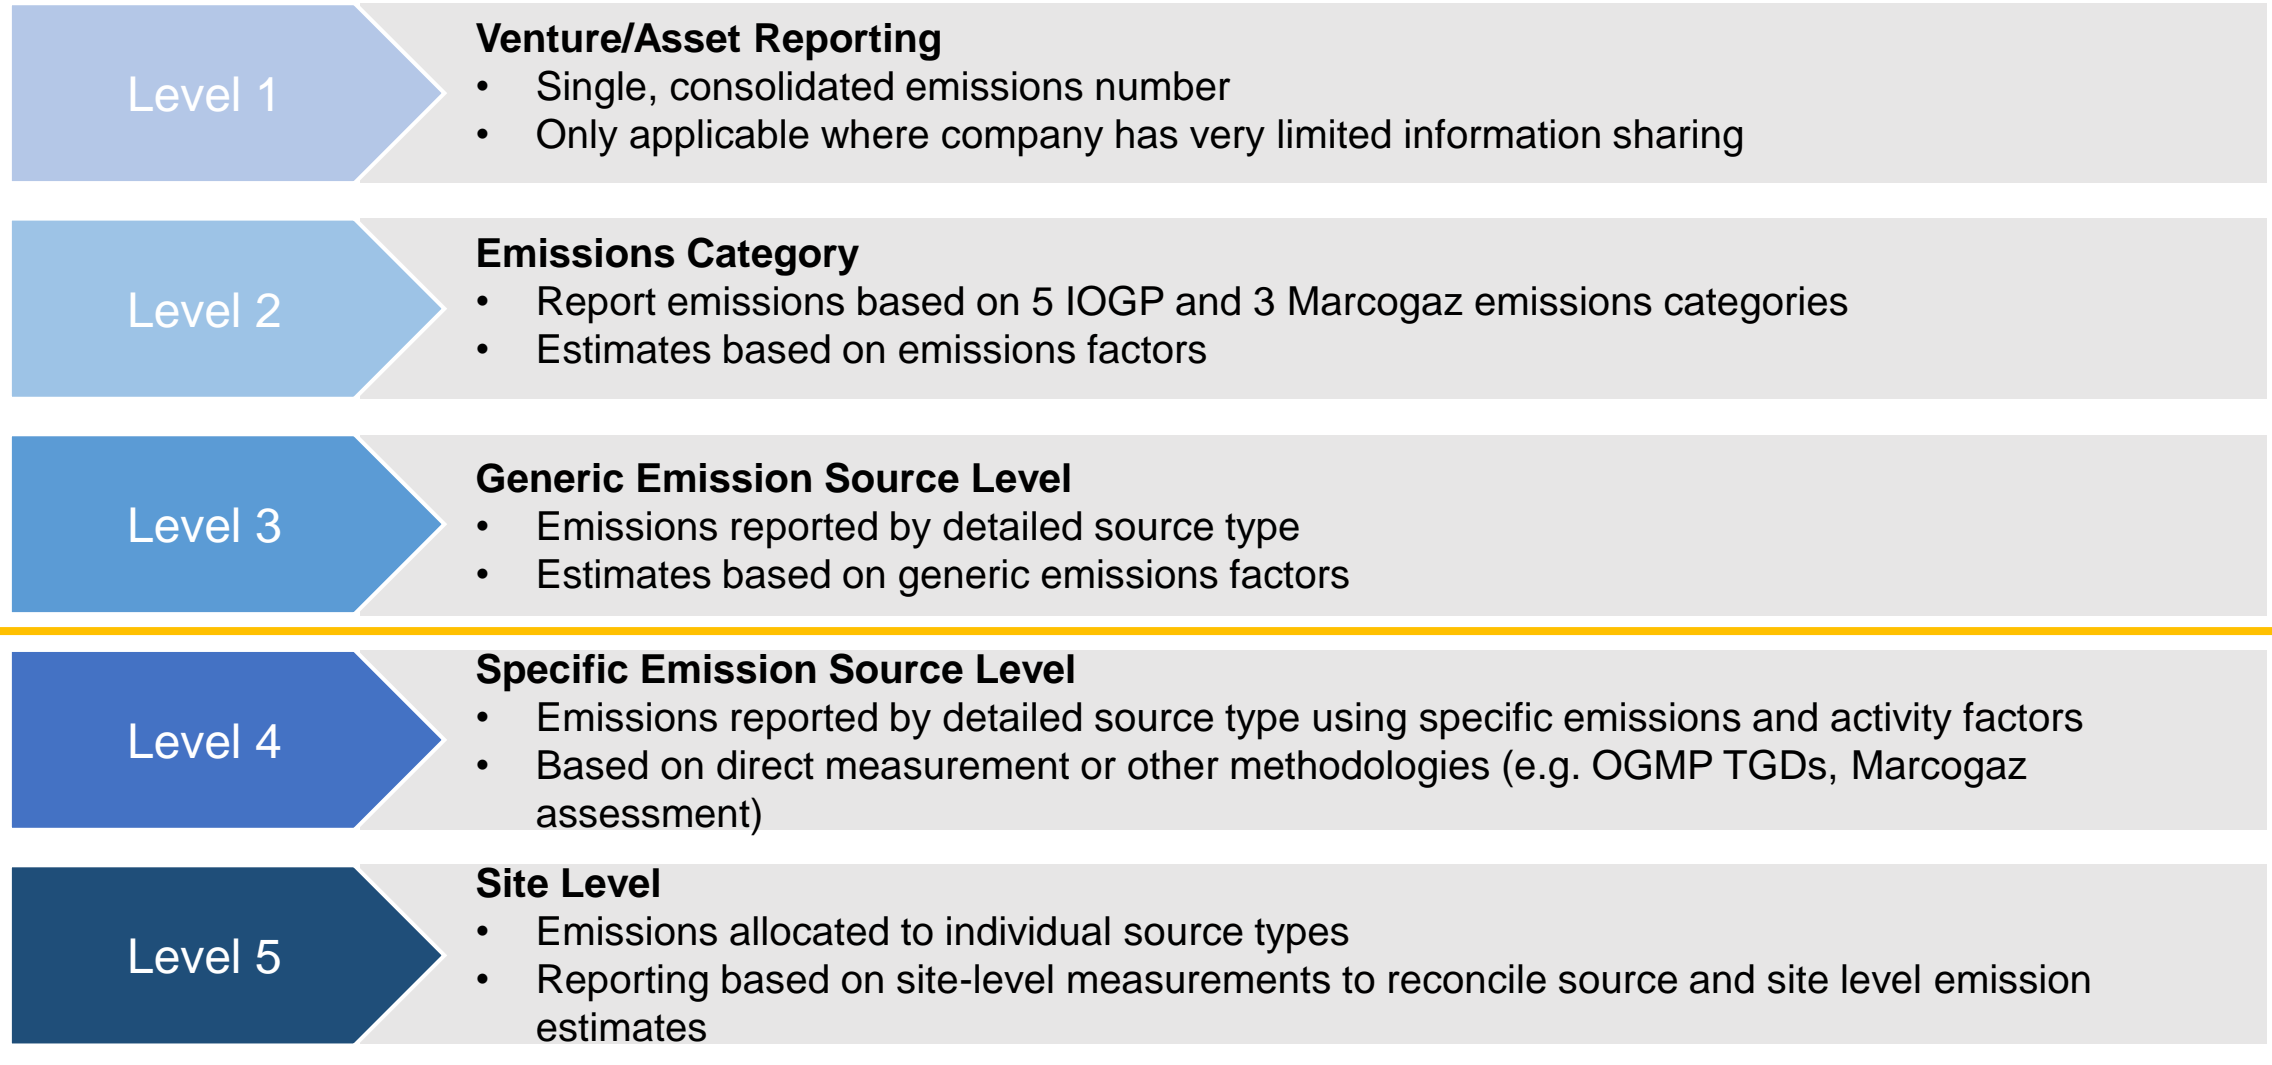 Level 1
Venture/Asset Reporting
• Single, consolidated emissions number
• Only applicable where company has very limited information sharing
Level 2
Emissions Category
• Report emissions based on 5 IOGP and 3 Marcogaz emissions categories
• Estimates based on emissions factors
Level 3
Generic Emission Source Level
• Emissions reported by detailed source type
• Estimates based on generic emissions factors
Level 4
Specific Emission Source Level
• Emissions reported by detailed source type using specific emissions and activity factors
• Based on direct measurement or other methodologies (e.g. OGMP TGDs, Marcogaz
assessment)
Level 5
Site Level
• Emissions allocated to individual source types
• Reporting based on site-level measurements to reconcile source and site level emission
estimates